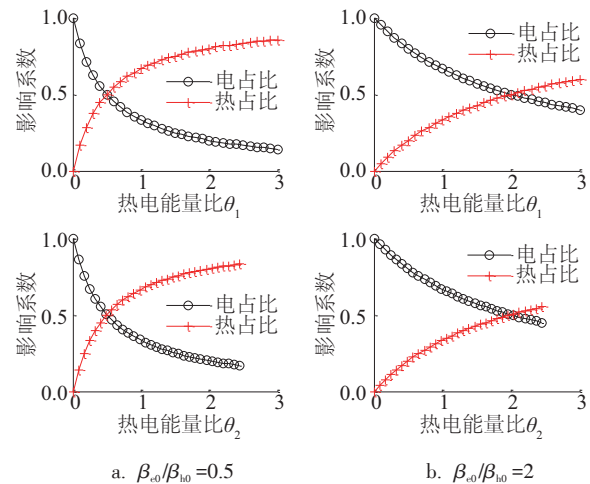 1.0
0.5
0.0
影响系数
电占比
热占比
0 1 2 3
热电能量比θ₁
1.0
0.5
0.0
影响系数
电占比
热占比
0 1 2 3
热电能量比θ₁
1.0
0.5
0.0
影响系数
电占比
热占比
0 1 2 3
热电能量比θ₂
1.0
0.5
0.0
影响系数
电占比
热占比
0 1 2 3
热电能量比θ₂
a. βe0/βh0 =0.5
b. βe0/βh0 =2